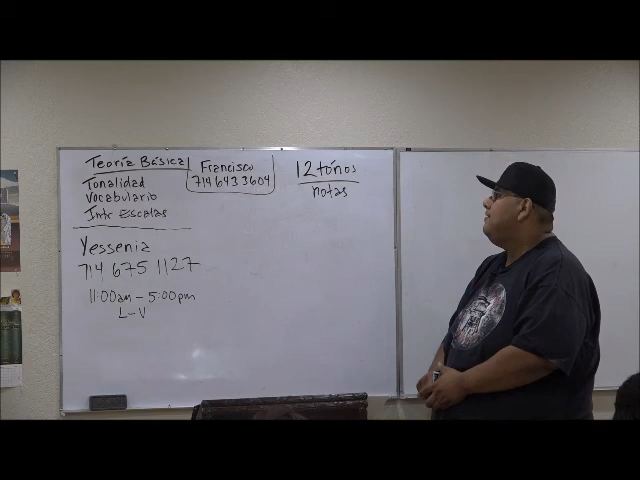 Teoría Básica
Tonalidad
Vocabulario
Intr Escalas
Francisco
714 643 3604
12 tónos
notas
Yessenia
714 675 1127
11:00am - 5:00pm
L-V